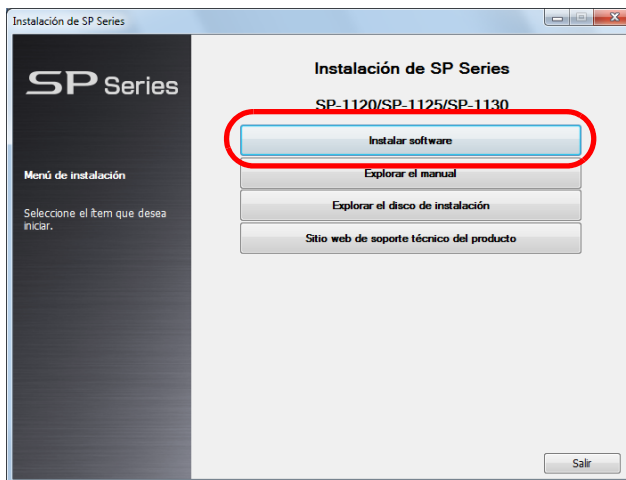 Instalación de SP Series
SP Series
Instalación de SP Series
SP-1120/SP-1125/SP-1130
Instalar software
Menú de instalación
Explorar el manual
Seleccione el ítem que desea
iniciar.
Explorar el disco de instalación
Sitio web de soporte técnico del producto
Salir